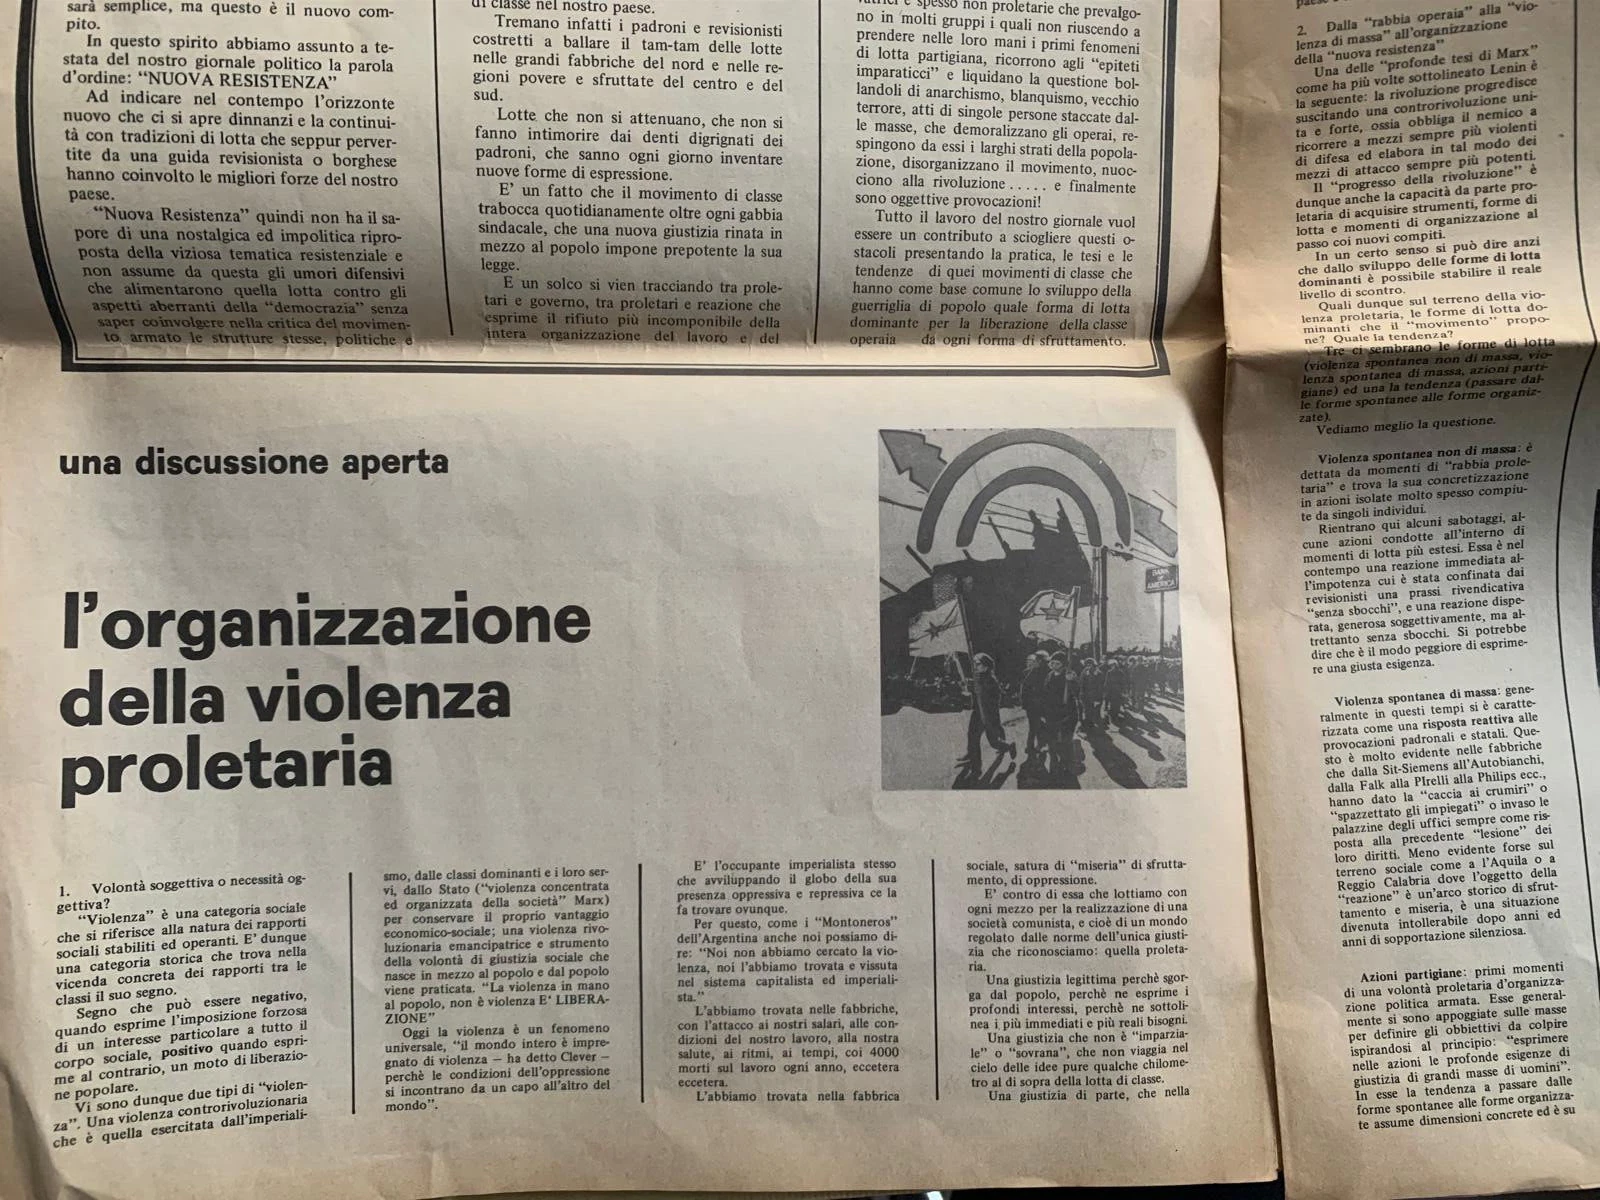 sarà semplice, ma questo è il nuovo com-
pito.
In questo spirito abbiamo assunto a te-
stata del nostro giornale politico la parola
d'ordine: "NUOVA RESISTENZA"
Ad indicare nel contempo l'orizzonte
nuovo che ci si apre dinnanzi e la continui-
tà con tradizioni di lotta che seppur perver-
tite da una guida revisionista o borghese
hanno coinvolto le migliori forze del nostro
paese.
"Nuova Resistenza" quindi non ha il sa-
pore di una nostalgica ed impolitica ripro-
posta della viziosa tematica resistenziale e
non assume da questa gli umori difensivi
che alimentarono quella lotta contro gli
aspetti aberranti della "democrazia" senza
saper coinvolgere nella critica del movimen-
to armato le strutture stesse, politiche e
di classe nel nostro paese.
Tremano infatti i padroni e revisionisti
costretti a ballare il tam-tam delle lotte
nelle grandi fabbriche del nord e nelle re-
gioni povere e sfruttate del centro e del
sud.
Lotte che non si attenuano, che non si
fanno intimorire dai denti digrignati dei
padroni, che sanno ogni giorno inventare
nuove forme di espressione.
E' un fatto che il movimento di classe
trabocca quotidianamente oltre ogni gabbia
sindacale, che una nuova giustizia rinata in
mezzo al popolo impone prepotente la sua
legge.
E un solco si vien tracciando tra prole-
tari e governo, tra proletari e reazione che
esprime il rifiuto più incomponibile della
intera organizzazione del lavoro e del
e spesso non proletarie che prevalgo-
no in molti gruppi i quali non riuscendo a
prendere nelle loro mani i primi fenomeni
di lotta partigiana, ricorrono agli "epiteti
imparaticci" e liquidano la questione bol-
landoli di anarchismo, blanquismo, vecchio
terrore, atti di singole persone staccate dal-
le masse, che demoralizzano gli operai, re-
spingono da essi i larghi strati della popola-
zione, disorganizzano il movimento, nuoc-
ciono alla rivoluzione ..... e finalmente
sono oggettive provocazioni!
Tutto il lavoro del nostro giornale vuol
essere un contributo a sciogliere questi o-
stacoli presentando la pratica, le tesi e le
tendenze di quei movimenti di classe che
hanno come base comune lo sviluppo della
guerriglia di popolo quale forma di lotta
dominante per la liberazione della classe
operaia da ogni forma di sfruttamento.
una discussione aperta
l'organizzazione
della violenza
proletaria
BANK
OF
AMERICA
1. Volontà soggettiva o necessità og-
gettiva?
"Violenza" è una categoria sociale
che si riferisce alla natura dei rapporti
sociali stabiliti ed operanti. E' dunque
una categoria storica che trova nella
vicenda concreta dei rapporti tra le
classi il suo segno.
Segno che può essere negativo,
quando esprime l'imposizione forzosa
di un interesse particolare a tutto il
corpo sociale, positivo quando espri-
me al contrario, un moto di liberazio-
ne popolare.
Vi sono dunque due tipi di "violen-
za". Una violenza controrivoluzionaria
che è quella esercitata dall'imperiali-
smo, dalle classi dominanti e i loro ser-
vi, dallo Stato ("violenza concentrata
ed organizzata della società" Marx)
per conservare il proprio vantaggio
economico-sociale; una violenza rivo-
luzionaria emancipatrice e strumento
della volontà di giustizia sociale che
nasce in mezzo al popolo e dal popolo
viene praticata. "La violenza in mano
al popolo, non è violenza E' LIBERA-
ZIONE"
Oggi la violenza è un fenomeno
universale, "il mondo intero è impre-
gnato di violenza — ha detto Clever —
perchè le condizioni dell'oppressione
si incontrano da un capo all'altro del
mondo".
E' l'occupante imperialista stesso
che avviluppando il globo della sua
presenza oppressiva e repressiva ce la
fa trovare ovunque.
Per questo, come i "Montoneros"
dell'Argentina anche noi possiamo di-
re: "Noi non abbiamo cercato la vio-
lenza, noi l'abbiamo trovata e vissuta
nel sistema capitalista ed imperiali-
sta."
L'abbiamo trovata nelle fabbriche,
con l'attacco ai nostri salari, alle con-
dizioni del nostro lavoro, alla nostra
salute, ai ritmi, ai tempi, coi 4000
morti sul lavoro ogni anno, eccetera
eccetera.
L'abbiamo trovata nella fabbrica
sociale, satura di "miseria" di sfrutta-
mento, di oppressione.
E' contro di essa che lottiamo con
ogni mezzo per la realizzazione di una
società comunista, e cioè di un mondo
regolato dalle norme dell'unica giusti-
zia che riconosciamo: quella proleta-
ria.
Una giustizia legittima perchè sgor-
ga dal popolo, perchè ne esprime i
profondi interessi, perchè ne sottoli-
nea i più immediati e più reali bisogni.
Una giustizia che non è "imparzia-
le" o "sovrana", che non viaggia nel
cielo delle idee pure qualche chilome-
tro al di sopra della lotta di classe.
Una giustizia di parte, che nella
2. Dalla "rabbia operaia" alla "vio-
lenza di massa" all'organizzazione
della "nuova resistenza"
Una delle "profonde tesi di Marx"
come ha più volte sottolineato Lenin è
la seguente: la rivoluzione progredisce
suscitando una controrivoluzione uni-
ta e forte, ossia obbliga il nemico a
ricorrere a mezzi sempre più violenti
di difesa ed elabora in tal modo dei
mezzi di attacco sempre più potenti.
Il "progresso della rivoluzione" è
dunque anche la capacità da parte pro-
letaria di acquisire strumenti, forme di
lotta e momenti di organizzazione al
passo coi nuovi compiti.
In un certo senso si può dire anzi
che dallo sviluppo delle forme di lotta
dominanti è possibile stabilire il reale
livello di scontro.
Quali dunque sul terreno della vio-
lenza proletaria, le forme di lotta do-
minanti che il "movimento" propo-
ne? Quale la tendenza?
Tre ci sembrano le forme di lotta
(violenza spontanea non di massa, vio-
lenza spontanea di massa, azioni parti-
giane) ed una la tendenza (passare dal-
le forme spontanee alle forme organiz-
zate).
Vediamo meglio la questione.
Violenza spontanea non di massa: è
dettata da momenti di "rabbia prole-
taria" e trova la sua concretizzazione
in azioni isolate molto spesso compiu-
te da singoli individui.
Rientrano qui alcuni sabotaggi, al-
cune azioni condotte all'interno di
momenti di lotta più estesi. Essa è nel
contempo una reazione immediata al-
l'impotenza cui è stata confinata dai
revisionisti una prassi rivendicativa
"senza sbocchi", e una reazione dispe-
rata, generosa soggettivamente, ma al-
trettanto senza sbocchi. Si potrebbe
dire che è il modo peggiore di esprime-
re una giusta esigenza.
Violenza spontanea di massa: gene-
ralmente in questi tempi si è caratte-
rizzata come una risposta reattiva alle
provocazioni padronali e statali. Que-
sto è molto evidente nelle fabbriche
che dalla Sit-Siemens all'Autobianchi,
dalla Falk alla PIrelli alla Philips ecc.,
hanno dato la "caccia ai crumiri" o
"spazzettato gli impiegati" o invaso le
palazzine degli uffici sempre come ris-
posta alla precedente "lesione" dei
loro diritti. Meno evidente forse sul
terreno sociale come a l'Aquila o a
Reggio Calabria dove l'oggetto della
"reazione" è un'arco storico di sfrut-
tamento e miseria, è una situazione
divenuta intollerabile dopo anni ed
anni di sopportazione silenziosa.
Azioni partigiane: primi momenti
di una volontà proletaria d'organizza-
zione politica armata. Esse general-
mente si sono appoggiate sulle masse
per definire gli obbiettivi da colpire
ispirandosi al principio: "esprimere
nelle azioni le profonde esigenze di
giustizia di grandi masse di uomini".
In esse la tendenza a passare dalle
forme spontanee alle forme organizza-
te assume dimensioni concrete ed è su